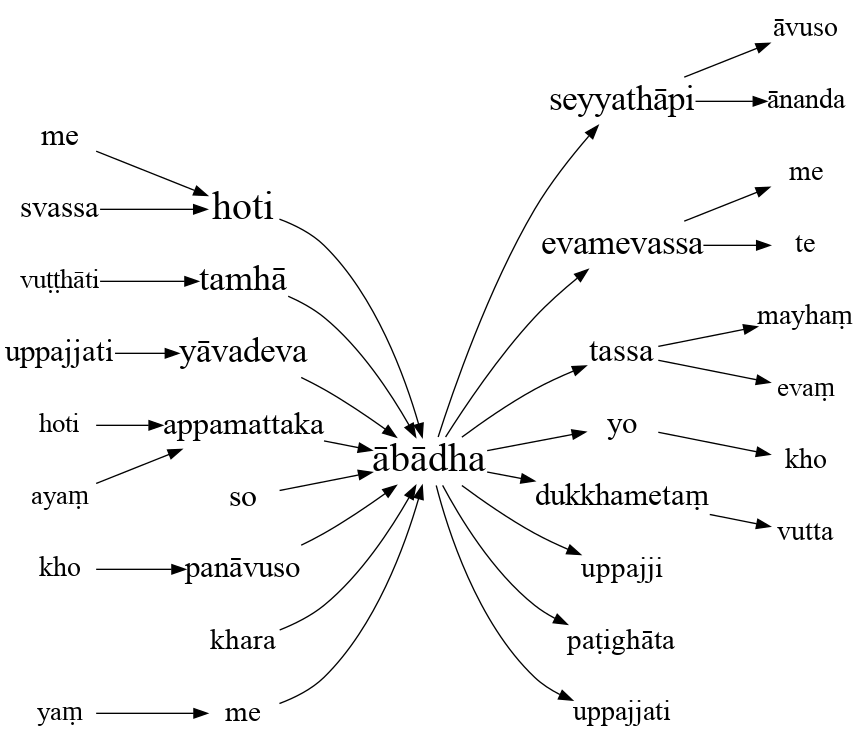 me
svassa
vuṭṭhāti
uppajjati
hoti
ayaṃ
kho
yaṃ
hoti
tamhā
yāvadeva
appamattaka
so
panāvuso
khara
me
ābādha
seyyathāpi
evamevassa
tassa
yo
dukkhametaṃ
uppajji
paṭighāta
uppajjati
āvuso
ānanda
me
te
mayhaṃ
evaṃ
kho
vutta